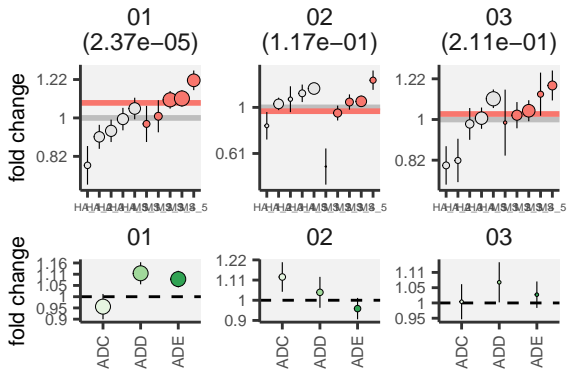 01 02 03
(2.37e−05) (1.17e−01) (2.11e−01)
fold change
1.22 1 0.82
1 0.61
1.22 1 0.82
01 02 03
fold change
1.16 1.11 1.05 1 0.95 0.9
1.22 1.11 1 0.9
1.11 1.05 1 0.95
ADC ADD ADE ADC ADD ADE ADC ADD ADE